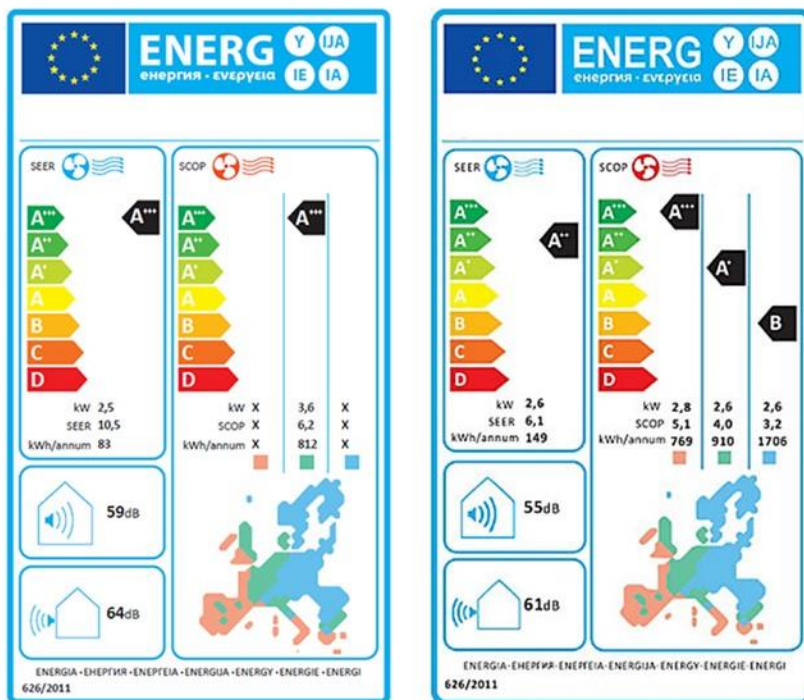 ENERG Y IJA
енергия · ενεργεια IE IA
SEER
A+++
A++
A+
A
B
C
D
A+++
kW 2,5
SEER 10,5
kWh/annum 83
SCOP
A+++
A++
A+
A
B
C
D
A+++
kW X 3,6 X
SCOP X 6,2 X
kWh/annum X 812 X
59dB
64dB
ENERGIA · ЕНЕРГИЯ · ΕΝΕΡΓΕΙΑ · ENERGIJA · ENERGY · ENERGIE · ENERGI
626/2011
ENERG Y IJA
енергия · ενεργεια IE IA
SEER
A+++
A++
A+
A
B
C
D
A++
kW 2,6
SEER 6,1
kWh/annum 149
SCOP
A+++
A++
A+
A
B
C
D
A+++
A+
B
kW 2,8 2,6 2,6
SCOP 5,1 4,0 3,2
kWh/annum 769 910 1706
55dB
61dB
ENERGIA·ЕНЕРГИЯ·ΕΝΕΡΓΕΙΑ·ENERGIJA·ENERGY·ENERGIE·ENERGI
626/2011